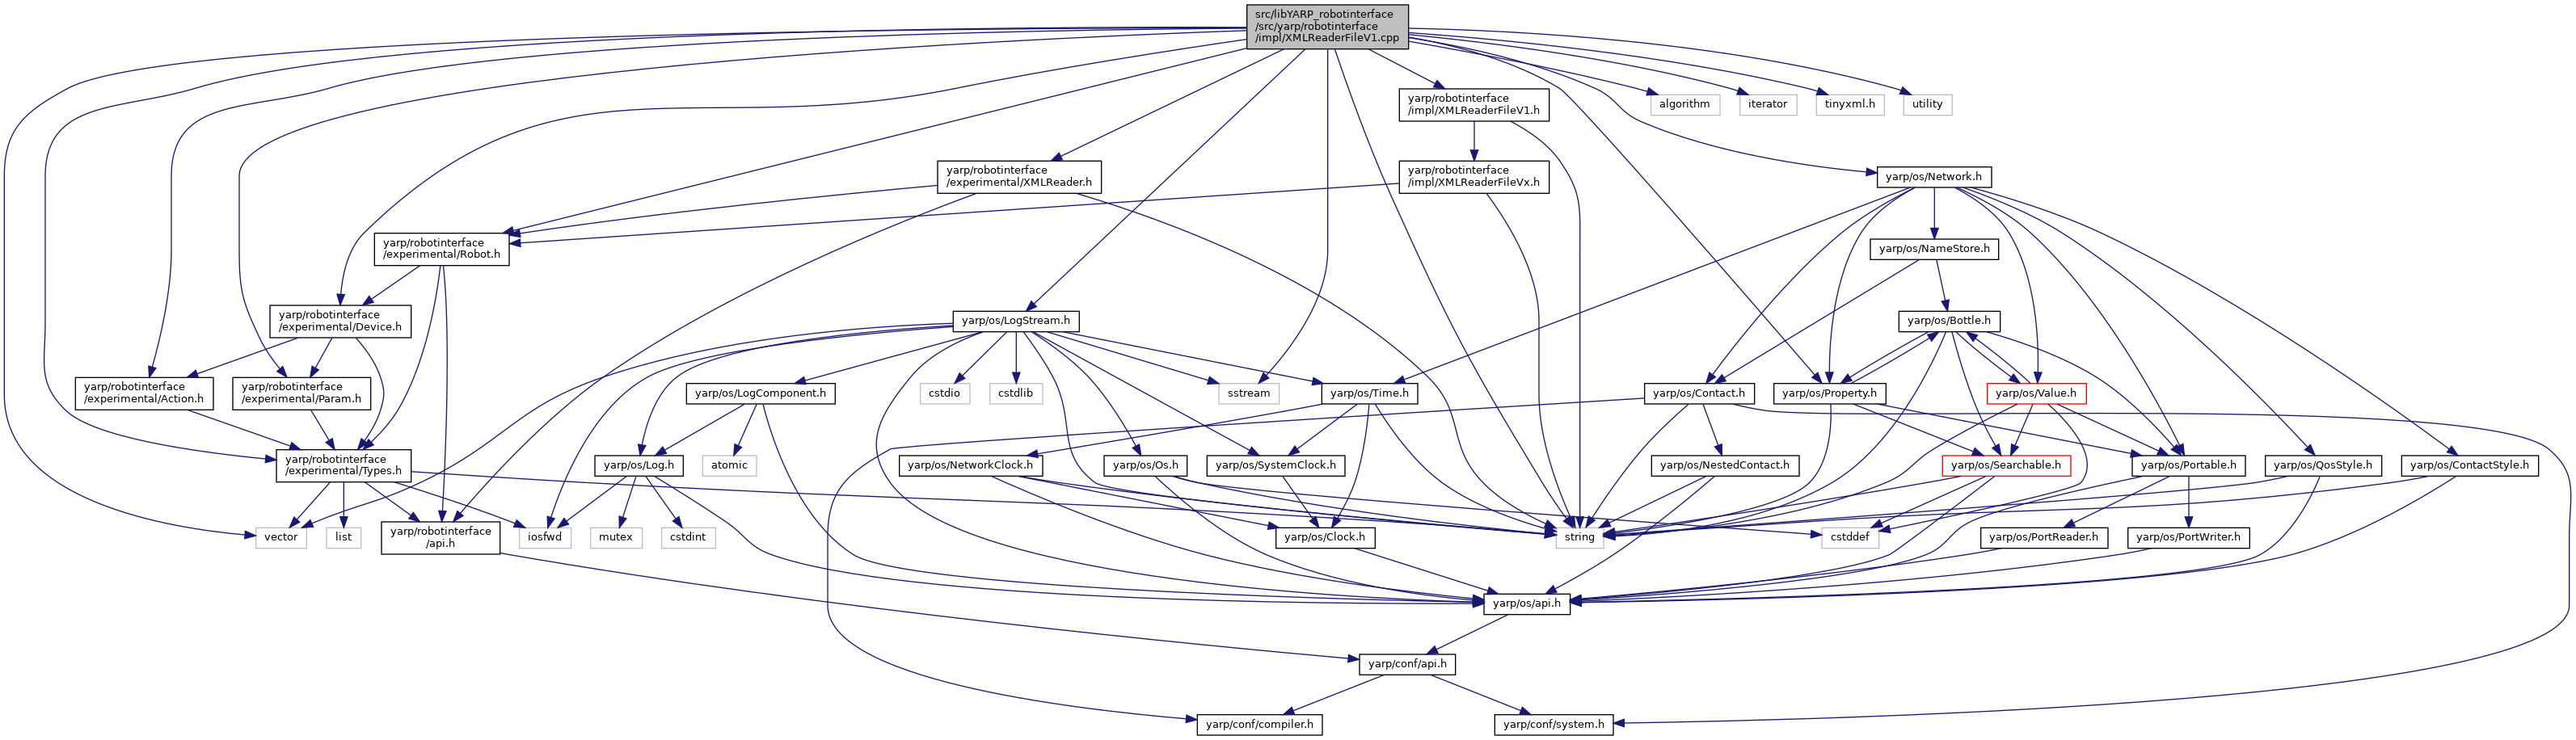 src/libYARP_robotinterface
/src/yarp/robotinterface
/impl/XMLReaderFileV1.cpp
yarp/robotinterface
/impl/XMLReaderFileV1.h
algorithm
iterator
tinyxml.h
utility
yarp/robotinterface
/experimental/XMLReader.h
yarp/robotinterface
/impl/XMLReaderFileVx.h
yarp/os/Network.h
yarp/robotinterface
/experimental/Robot.h
yarp/os/NameStore.h
yarp/robotinterface
/experimental/Device.h
yarp/os/LogStream.h
yarp/os/Bottle.h
yarp/robotinterface
/experimental/Action.h
yarp/robotinterface
/experimental/Param.h
yarp/os/LogComponent.h
cstdio
cstdlib
sstream
yarp/os/Time.h
yarp/os/Contact.h
yarp/os/Property.h
yarp/os/Value.h
yarp/robotinterface
/experimental/Types.h
yarp/os/Log.h
atomic
yarp/os/NetworkClock.h
yarp/os/Os.h
yarp/os/SystemClock.h
yarp/os/NestedContact.h
yarp/os/Searchable.h
yarp/os/Portable.h
yarp/os/QosStyle.h
yarp/os/ContactStyle.h
vector
list
yarp/robotinterface
/api.h
iosfwd
mutex
cstdint
yarp/os/Clock.h
string
cstddef
yarp/os/PortReader.h
yarp/os/PortWriter.h
yarp/os/api.h
yarp/conf/api.h
yarp/conf/compiler.h
yarp/conf/system.h